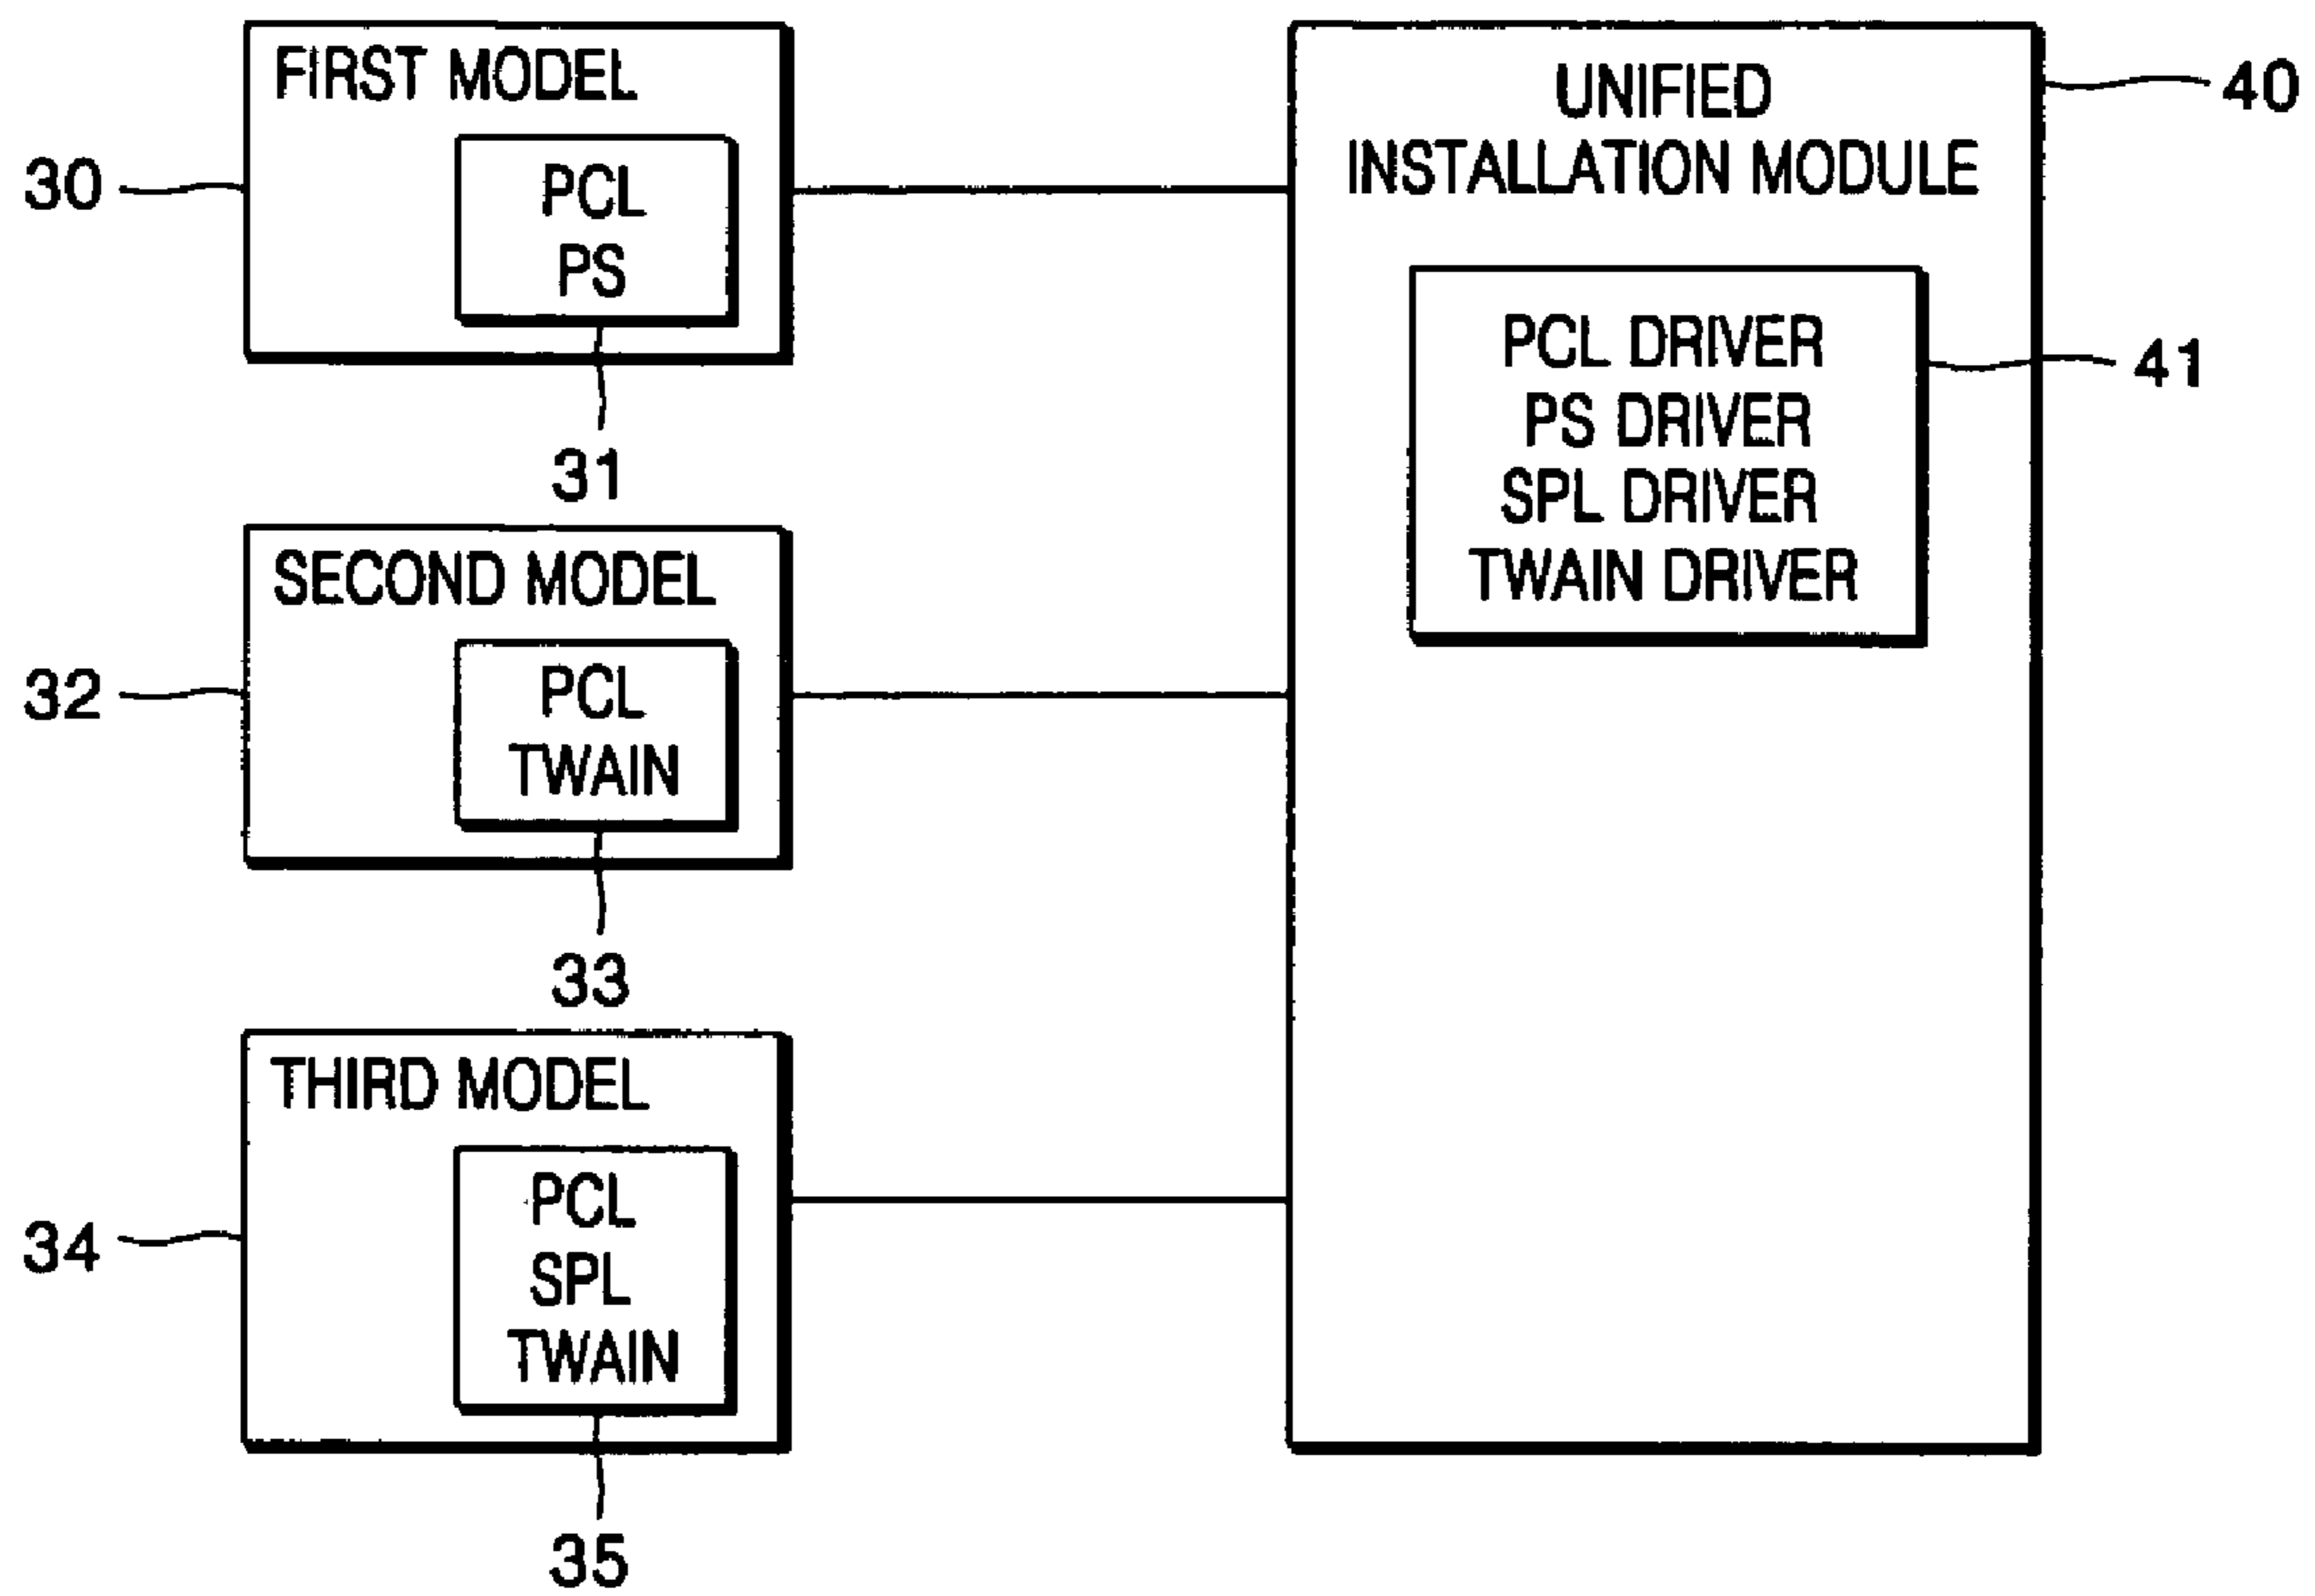 FIRST MODEL
PCL
PS
30
31
SECOND MODEL
PCL
TWAIN
32
33
THIRD MODEL
PCL
SPL
TWAIN
34
35
UNIFIED
INSTALLATION MODULE
40
PCL DRIVER
PS DRIVER
SPL DRIVER
TWAIN DRIVER
41